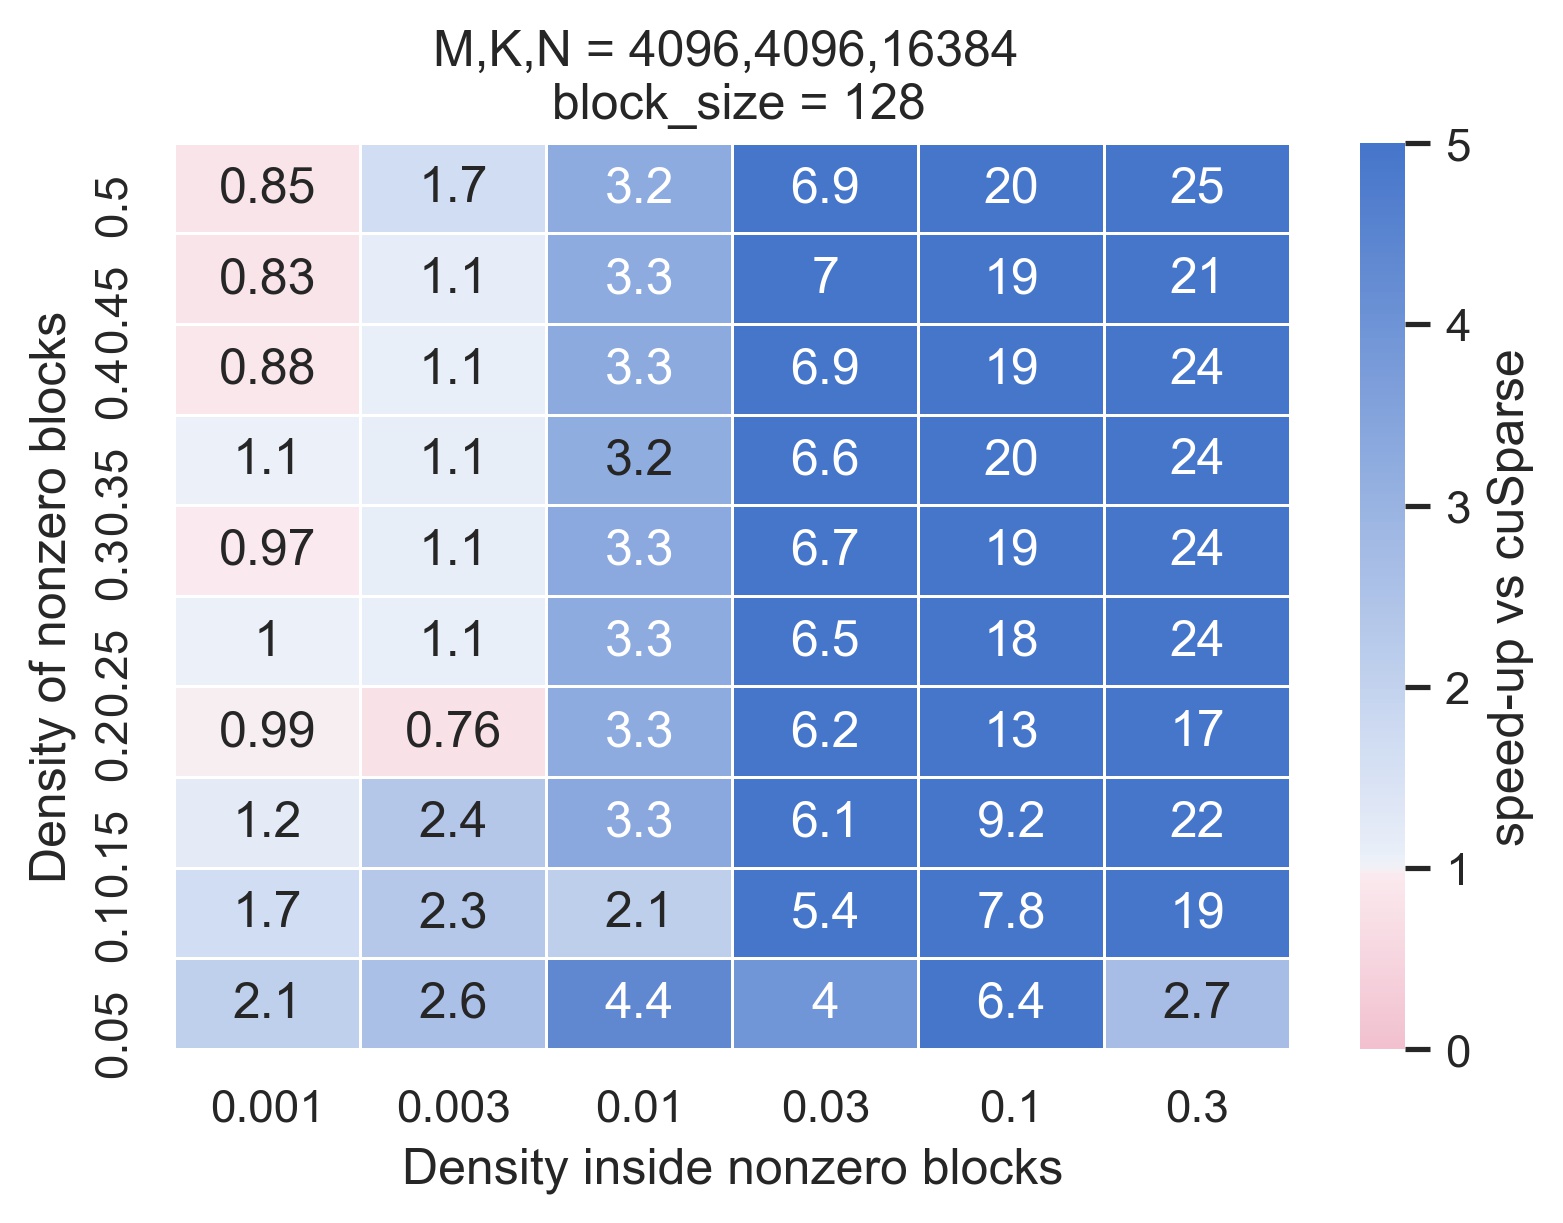 M,K,N = 4096,4096,16384
block_size = 128
Density of nonzero blocks
0.5 0.85 1.7 3.2 6.9 20 25
0.45 0.83 1.1 3.3 7 19 21
0.4 0.88 1.1 3.3 6.9 19 24
0.35 1.1 1.1 3.2 6.6 20 24
0.3 0.97 1.1 3.3 6.7 19 24
0.25 1 1.1 3.3 6.5 18 24
0.2 0.99 0.76 3.3 6.2 13 17
0.15 1.2 2.4 3.3 6.1 9.2 22
0.1 1.7 2.3 2.1 5.4 7.8 19
0.05 2.1 2.6 4.4 4 6.4 2.7
0.001 0.003 0.01 0.03 0.1 0.3
Density inside nonzero blocks
5
4
3
2
1
0
speed-up vs cuSparse